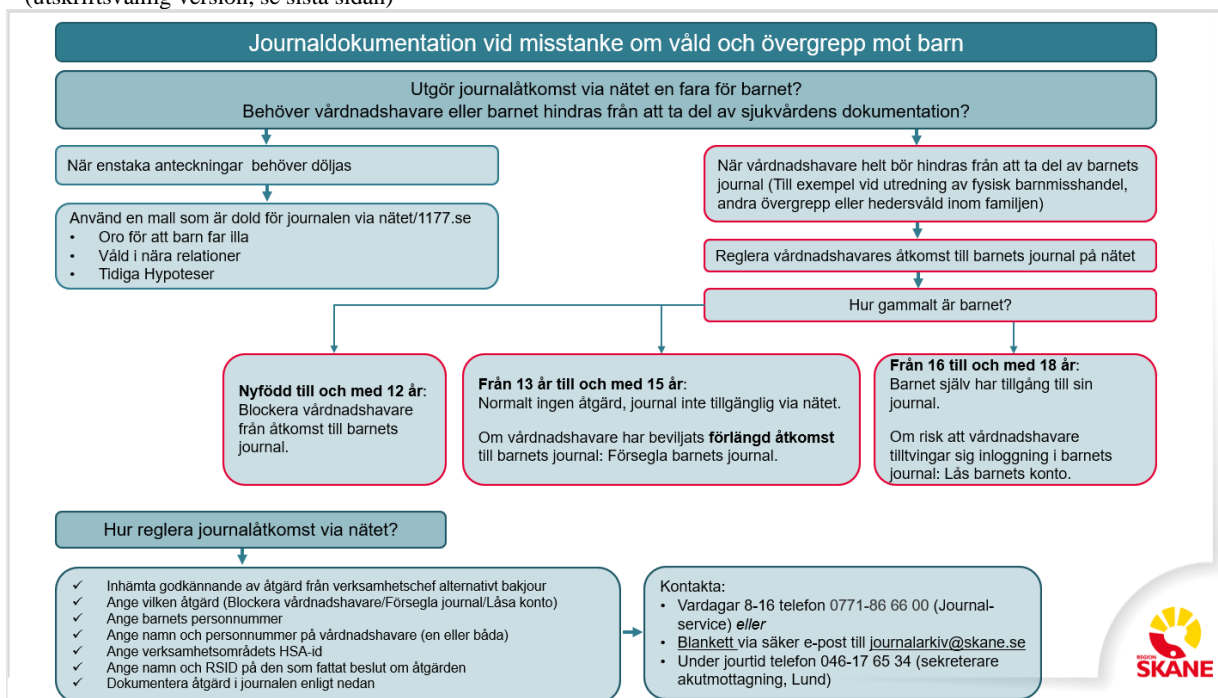 (utskriftsvänlig version, se sista sidan)
Journaldokumentation vid misstanke om våld och övergrepp mot barn
Utgör journalåtkomst via nätet en fara för barnet?
Behöver vårdnadshavare eller barnet hindras från att ta del av sjukvårdens dokumentation?
När enstaka anteckningar behöver döljas
Använd en mall som är dold för journalen via nätet/1177.se
• Oro för att barn far illa
• Våld i nära relationer
• Tidiga Hypoteser
När vårdnadshavare helt bör hindras från att ta del av barnets
journal (Till exempel vid utredning av fysisk barnmisshandel,
andra övergrepp eller hedersvåld inom familjen)
Reglera vårdnadshavares åtkomst till barnets journal på nätet
Hur gammalt är barnet?
Nyfödd till och med 12 år:
Blockera vårdnadshavare
från åtkomst till barnets
journal.
Från 13 år till och med 15 år:
Normalt ingen åtgärd, journal inte tillgänglig via nätet.
Om vårdnadshavare har beviljats förlängd åtkomst
till barnets journal: Försegla barnets journal.
Från 16 till och med 18 år:
Barnet själv har tillgång till sin
journal.
Om risk att vårdnadshavare
tilltvingar sig inloggning i barnets
journal: Lås barnets konto.
Hur reglera journalåtkomst via nätet?
✓ Inhämta godkännande av åtgärd från verksamhetschef alternativt bakjour
✓ Ange vilken åtgärd (Blockera vårdnadshavare/Försegla journal/Låsa konto)
✓ Ange barnets personnummer
✓ Ange namn och personnummer på vårdnadshavare (en eller båda)
✓ Ange verksamhetsområdets HSA-id
✓ Ange namn och RSID på den som fattat beslut om åtgärden
✓ Dokumentera åtgärd i journalen enligt nedan
Kontakta:
• Vardagar 8-16 telefon 0771-86 66 00 (Journal-
service) eller
• Blankett via säker e-post till journalarkiv@skane.se
• Under jourtid telefon 046-17 65 34 (sekreterare
akutmottagning, Lund)
REGION
SKÅNE